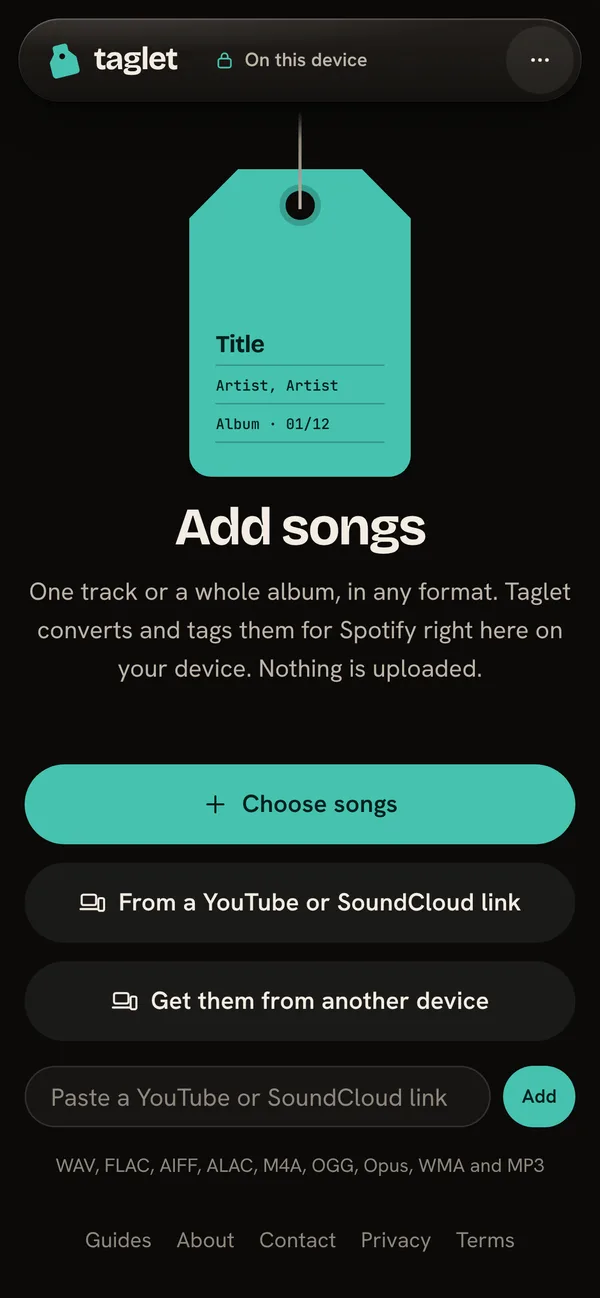 taglet
On this device
Title
Artist, Artist
Album · 01/12
Add songs
One track or a whole album, in any format. Taglet
converts and tags them for Spotify right here on
your device. Nothing is uploaded.
+ Choose songs
From a YouTube or SoundCloud link
Get them from another device
Paste a YouTube or SoundCloud link
Add
WAV, FLAC, AIFF, ALAC, M4A, OGG, Opus, WMA and MP3
Guides About Contact Privacy Terms